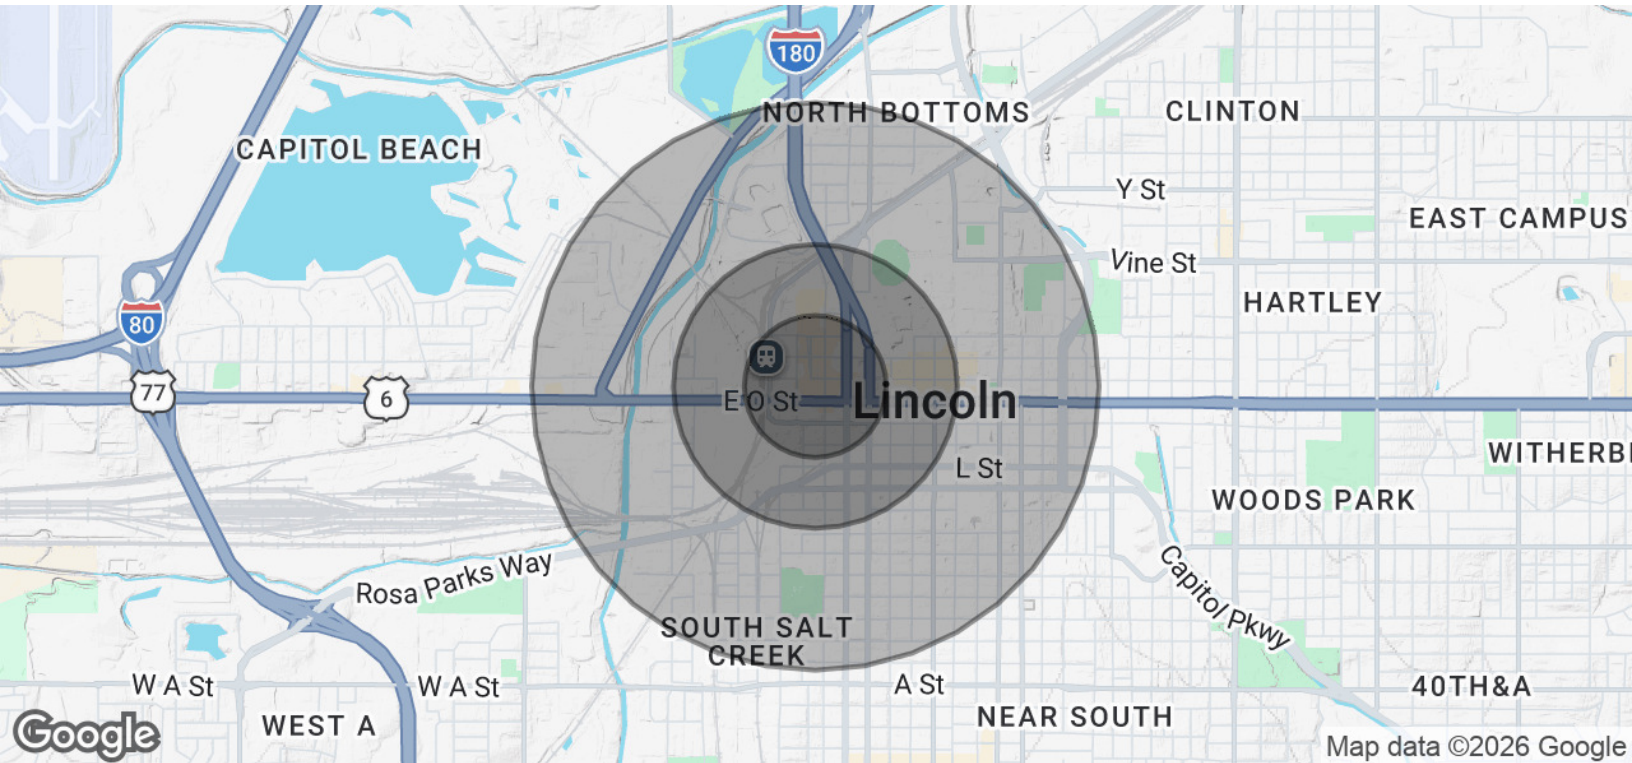 180
NORTH BOTTOMS
CLINTON
CAPITOL BEACH
Y St
EAST CAMPUS
Vine St
HARTLEY
80
77
6
E O St
Lincoln
WITHERB
L St
WOODS PARK
Rosa Parks Way
Capitol Pkwy
SOUTH SALT
CREEK
W A St
W A St
A St
40TH&A
WEST A
NEAR SOUTH
Google
Map data ©2026 Google